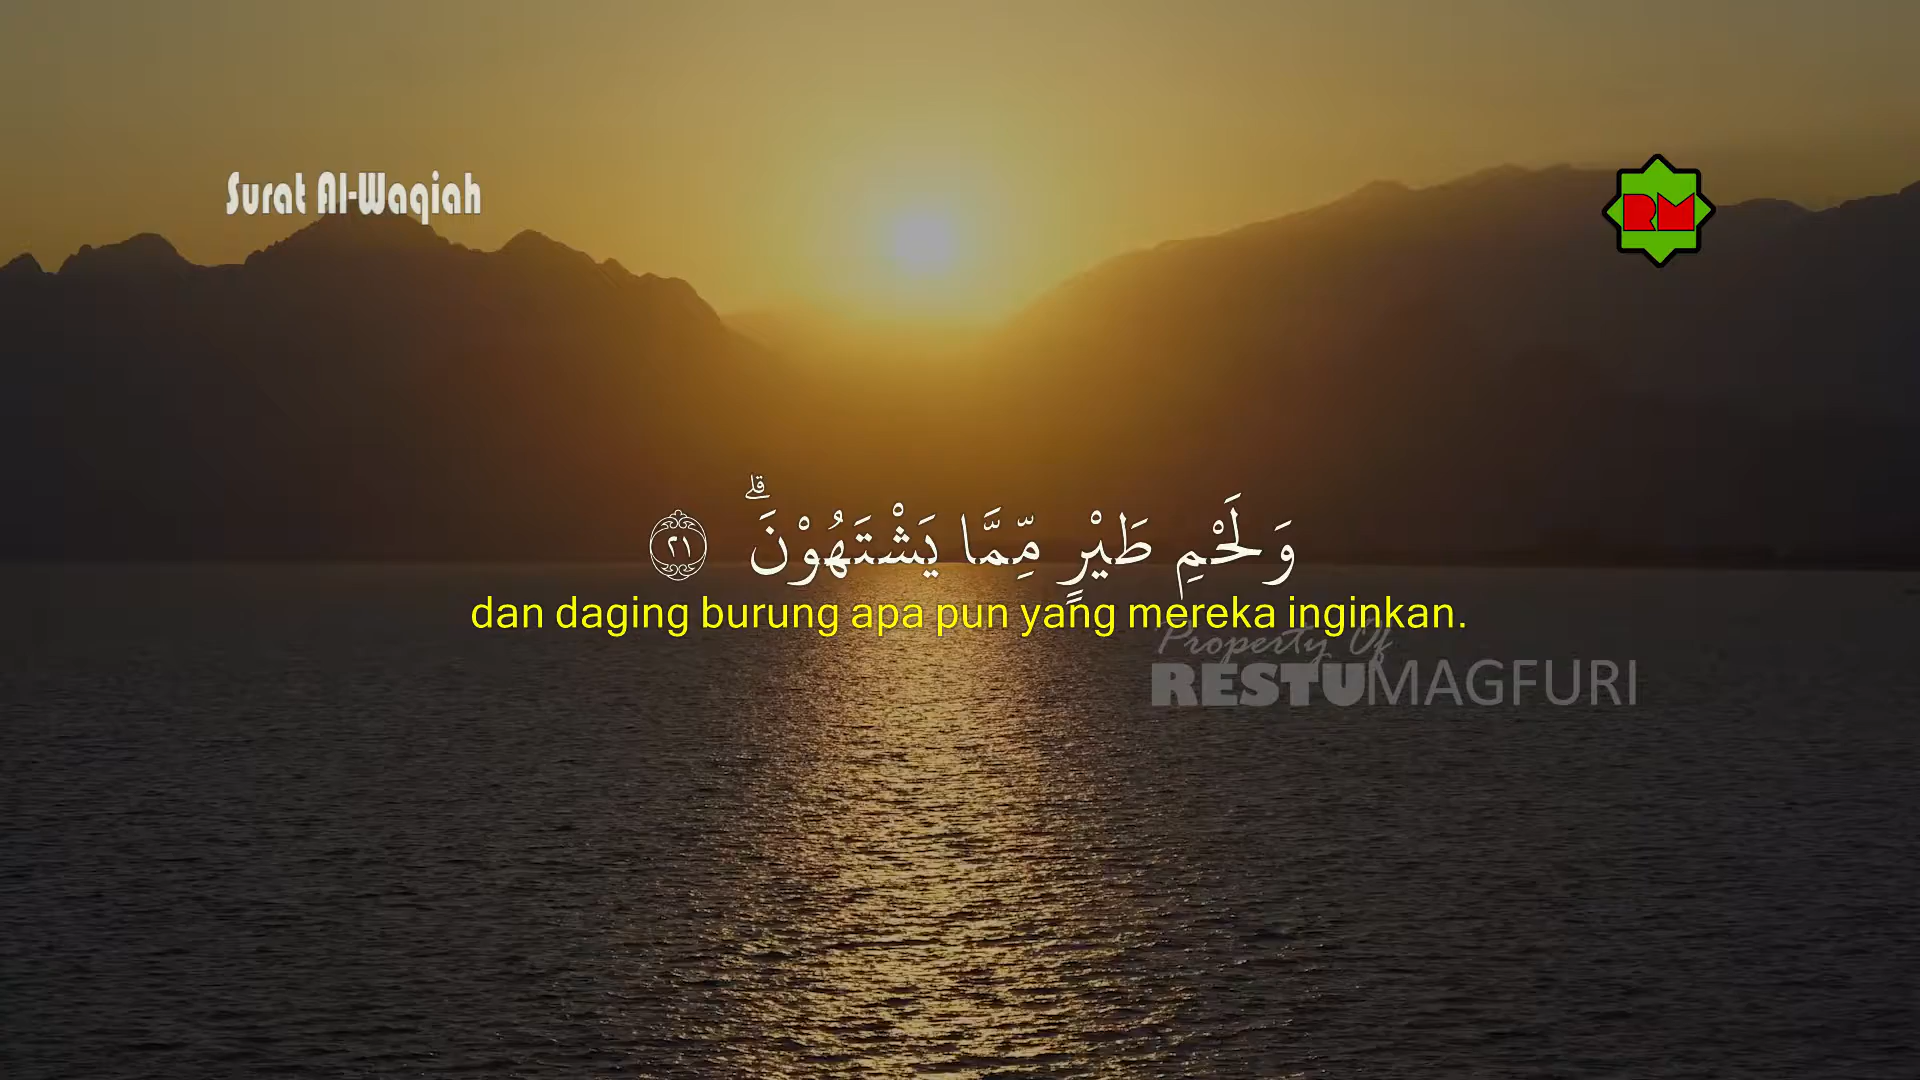 Surat Al-Waqiah
RM
وَلَحْمِ طَيْرٍ مِّمَّا يَشْتَهُوْنَۗ ٢١
dan daging burung apa pun yang mereka inginkan.
Property Of
RESTUMAGFURI